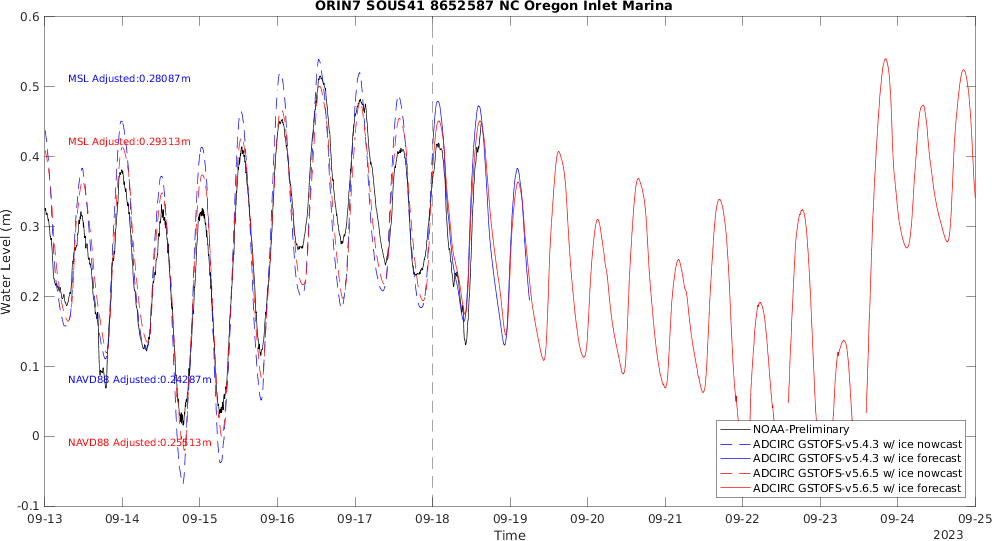 ORIN7 SOUS41 8652587 NC Oregon Inlet Marina
0.6
0.5
0.4
0.3
0.2
0.1
0
-0.1
Water Level (m)
MSL Adjusted:0.28087m
MSL Adjusted:0.29313m
NAVD88 Adjusted:0.24287m
NAVD88 Adjusted:0.25513m
NOAA-Preliminary
ADCIRC GSTOFS-v5.4.3 w/ ice nowcast
ADCIRC GSTOFS-v5.4.3 w/ ice forecast
ADCIRC GSTOFS-v5.6.5 w/ ice nowcast
ADCIRC GSTOFS-v5.6.5 w/ ice forecast
09-13 09-14 09-15 09-16 09-17 09-18 09-19 09-20 09-21 09-22 09-23 09-24 09-25
Time
2023